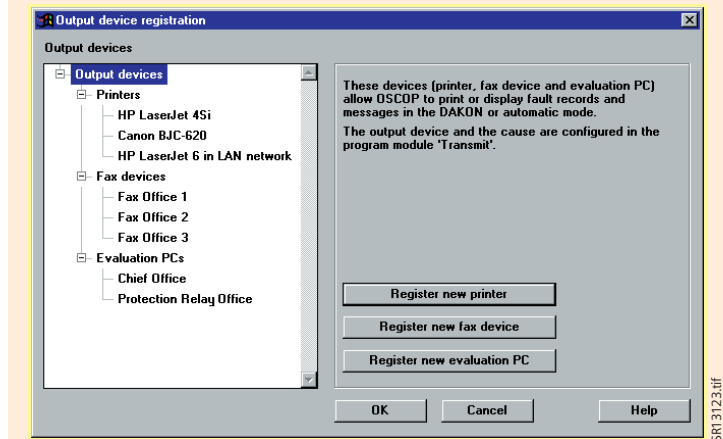 Output device registration
Output devices
Output devices
Printers
HP LaserJet 4Si
Canon BJC-620
HP LaserJet 6 in LAN network
Fax devices
Fax Office 1
Fax Office 2
Fax Office 3
Evaluation PCs
Chief Office
Protection Relay Office
These devices (printer, fax device and evaluation PC)
allow OSCOP to print or display fault records and
messages in the DAKON or automatic mode.
The output device and the cause are configured in the
program module 'Transmit'.
Register new printer
Register new fax device
Register new evaluation PC
OK
Cancel
Help
SR13123.tif